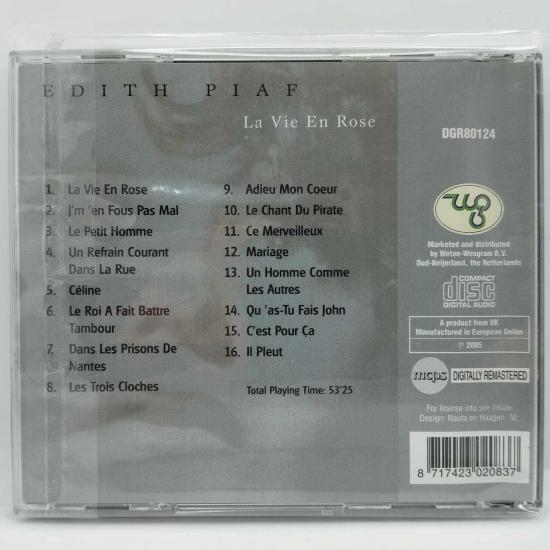 EDITH PIAF
La Vie En Rose
1. La Vie En Rose
2. J'm 'en Fous Pas Mal
3. Le Petit Homme
4. Un Refrain Courant
Dans La Rue
5. Céline
6. Le Roi A Fait Battre
Tambour
7. Dans Les Prisons De
Nantes
8. Les Trois Cloches
9. Adieu Mon Coeur
10. Le Chant Du Pirate
11. Ce Merveilleux
12. Mariage
13. Un Homme Comme
Les Autres
14. Qu 'as-Tu Fais John
15. C'est Pour Ça
16. Il Pleut
Total Playing Time: 53'25
DGR80124
Marketed and distributed
by Weton-Wesgram B.V.
Oud-Beijerland, the Netherlands
COMPACT
disc
DIGITAL AUDIO
A product from UK
Manufactured in European Union
℗ 2005
mcps DIGITALLY REMASTERED
For license info see inside.
Design: Nauta en Haagen, NL
8 717423 020837